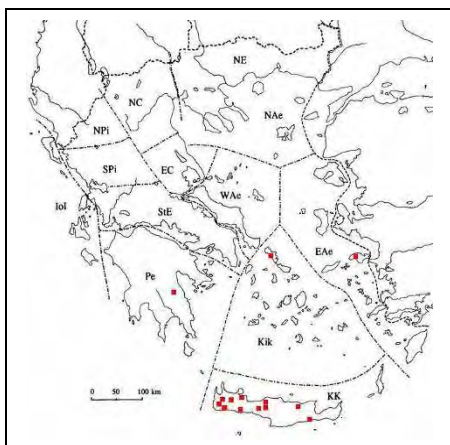 NE
NC
NAe
NPi
SPi
EC
WAe
IoI
StE
EAe
Pe
Kik
KK
0 50 100 km